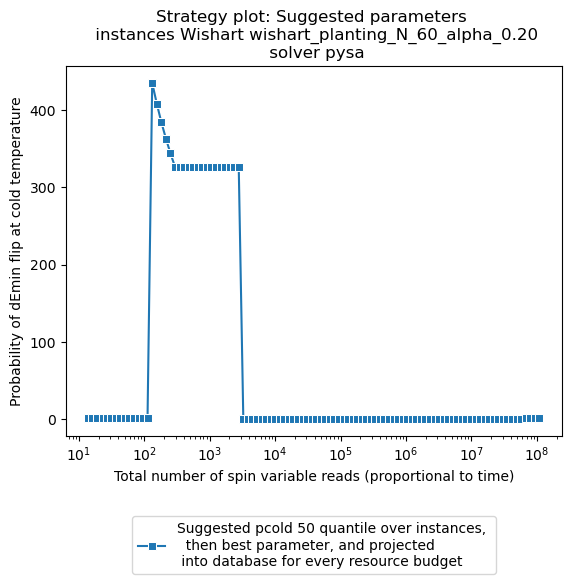 Strategy plot: Suggested parameters
instances Wishart wishart_planting_N_60_alpha_0.20
solver pysa
Probability of dEmin flip at cold temperature
400
300
200
100
0
10¹ 10² 10³ 10⁴ 10⁵ 10⁶ 10⁷ 10⁸
Total number of spin variable reads (proportional to time)
Suggested pcold 50 quantile over instances,
then best parameter, and projected
into database for every resource budget